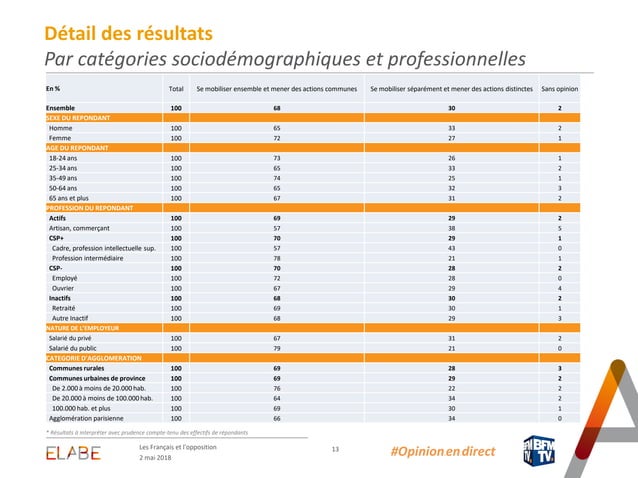 Détail des résultats
Par catégories sociodémographiques et professionnelles
En % Total Se mobiliser ensemble et mener des actions communes Se mobiliser séparément et mener des actions distinctes Sans opinion
Ensemble 100 68 30 2
SEXE DU REPONDANT
Homme 100 65 33 2
Femme 100 72 27 1
AGE DU REPONDANT
18-24 ans 100 73 26 1
25-34 ans 100 65 33 2
35-49 ans 100 74 25 1
50-64 ans 100 65 32 3
65 ans et plus 100 67 31 2
PROFESSION DU REPONDANT
Actifs 100 69 29 2
Artisan, commerçant 100 57 38 5
CSP+ 100 70 29 1
Cadre, profession intellectuelle sup. 100 57 43 0
Profession intermédiaire 100 78 21 1
CSP- 100 70 28 2
Employé 100 72 28 0
Ouvrier 100 67 29 4
Inactifs 100 68 30 2
Retraité 100 69 30 1
Autre Inactif 100 68 29 3
NATURE DE L'EMPLOYEUR
Salarié du privé 100 67 31 2
Salarié du public 100 79 21 0
CATEGORIE D'AGGLOMERATION
Communes rurales 100 69 28 3
Communes urbaines de province 100 69 29 2
De 2.000 à moins de 20.000 hab. 100 76 22 2
De 20.000 à moins de 100.000 hab. 100 64 34 2
100.000 hab. et plus 100 69 30 1
Agglomération parisienne 100 66 34 0
* Résultats à interpréter avec prudence compte tenu des effectifs de répondants
ELABE
Les Français et l'opposition
2 mai 2018
13
#Opinion en direct
BFM TV.